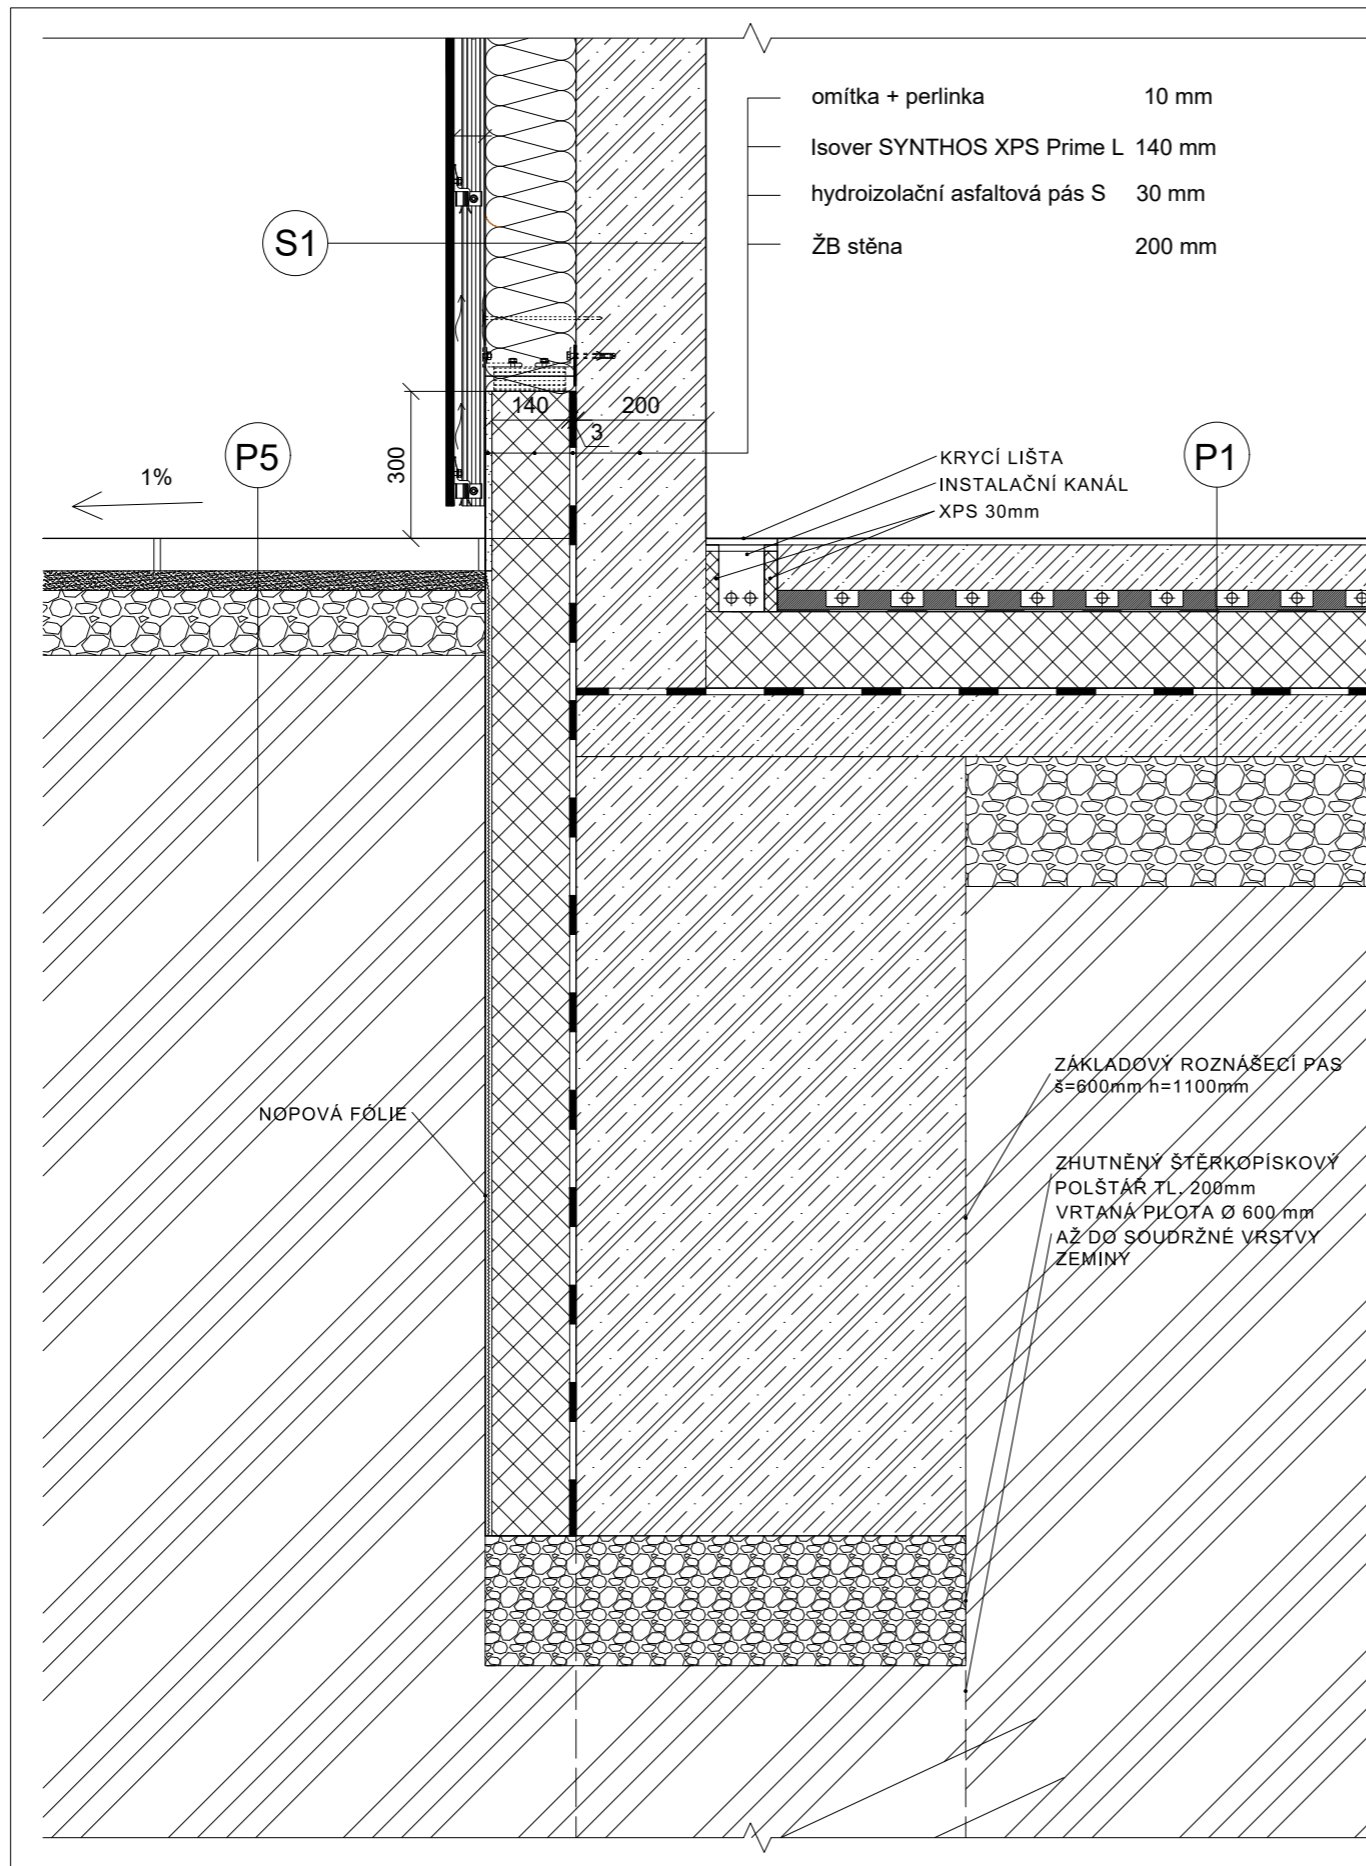 omítka + perlinka 10 mm
Isover SYNTHOS XPS Prime L 140 mm
hydroizolační asfaltová pás S 30 mm
ŽB stěna 200 mm
S1
140 200
3
300
P5
1%
P1
KRYCÍ LIŠTA
INSTALAČNÍ KANÁL
XPS 30mm
NOPOVÁ FÓLIE
ZÁKLADOVÝ ROZNÁŠECÍ PAS
š=600mm h=1100mm
ZHUTNĚNÝ ŠTĚRKOPÍSKOVÝ
POLŠTÁŘ TL. 200mm
VRTANÁ PILOTA Ø 600 mm
AŽ DO SOUDRŽNÉ VRSTVY
ZEMINY